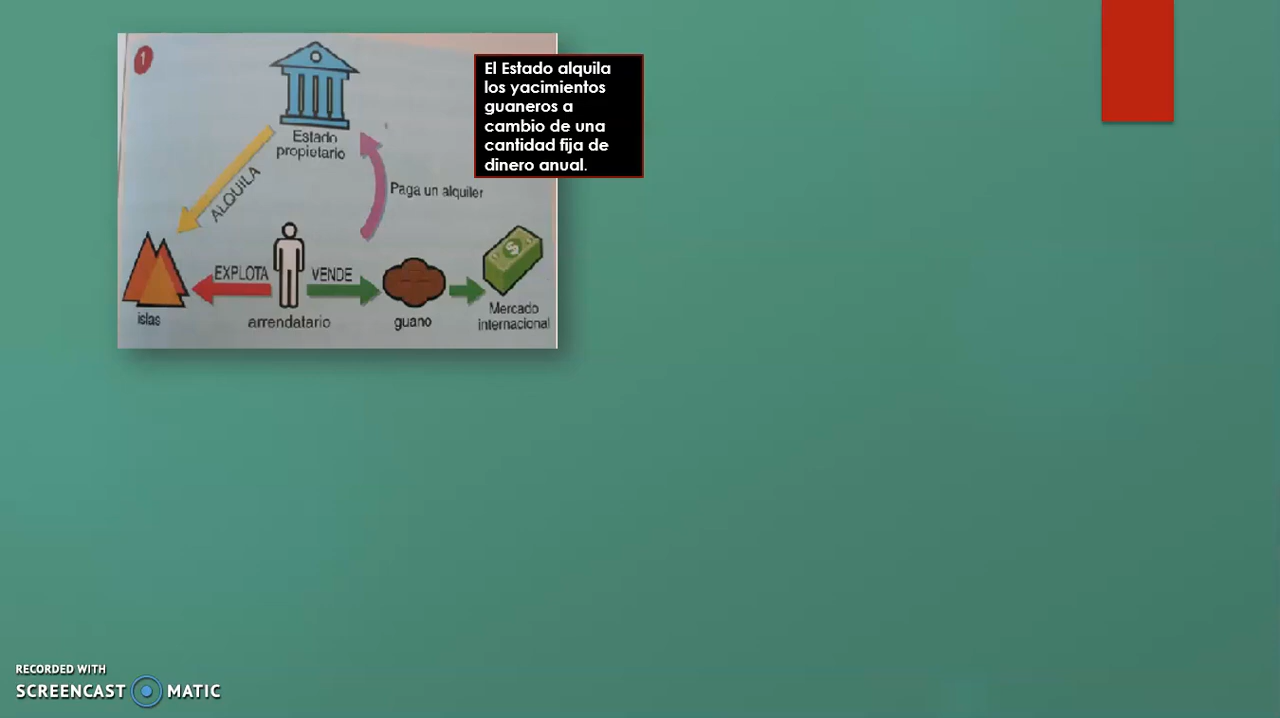 1
El Estado alquila
los yacimientos
guaneros a
cambio de una
cantidad fija de
dinero anual.
Estado
propietario
ALQUILA
Paga un alquiler
EXPLOTA
VENDE
$
islas
arrendatario
guano
Mercado
internacional
RECORDED WITH
SCREENCAST MATIC